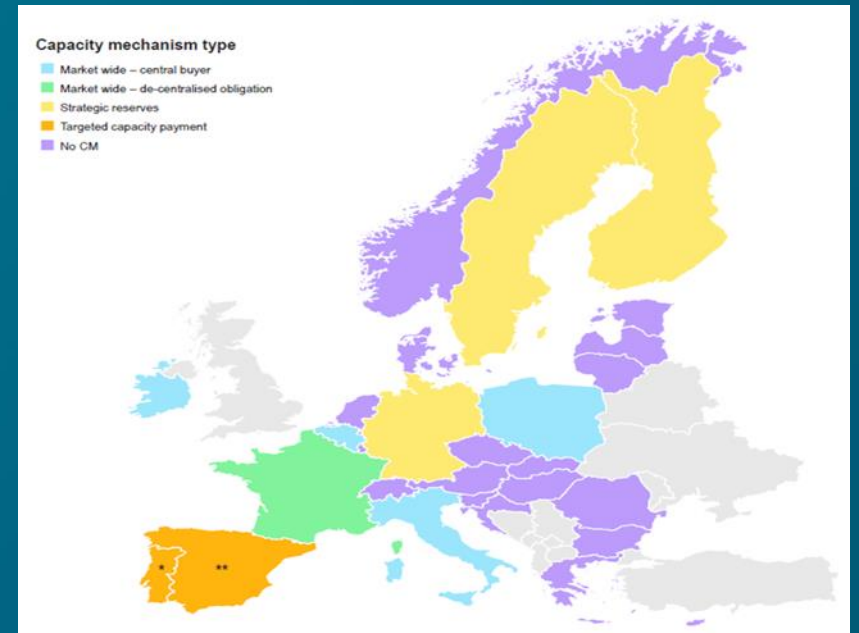 Capacity mechanism type
Market wide – central buyer
Market wide – de-centralised obligation
Strategic reserves
Targeted capacity payment
No CM
*
**